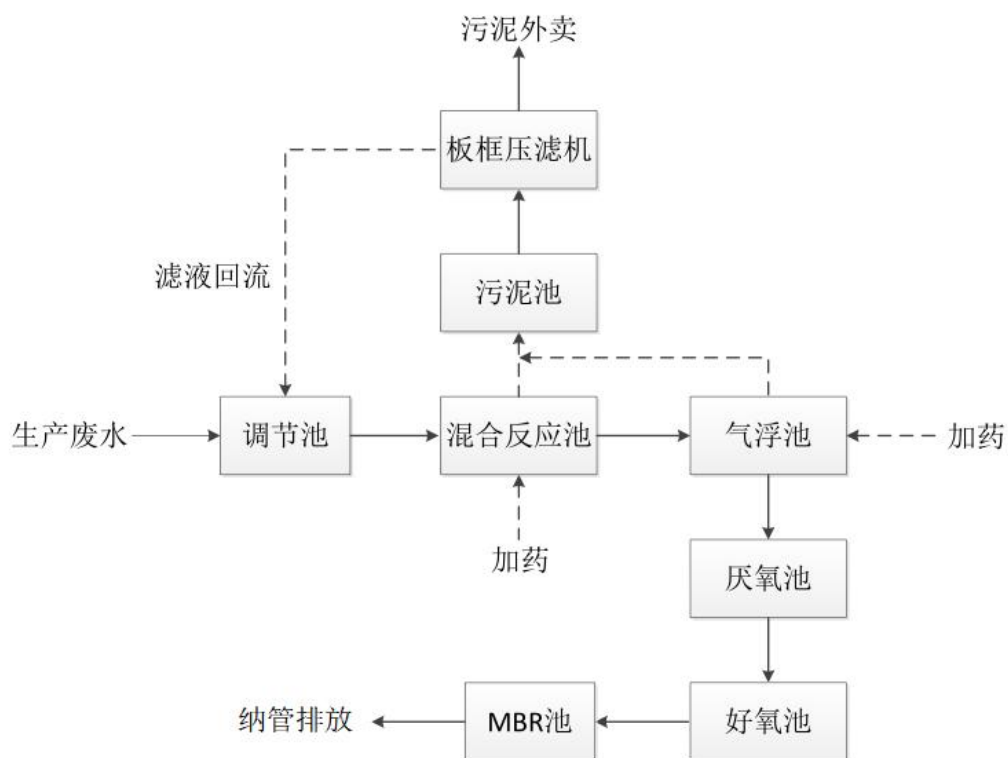 污泥外卖
板框压滤机
滤液回流
污泥池
生产废水
调节池
混合反应池
气浮池
加药
加药
厌氧池
纳管排放
MBR池
好氧池